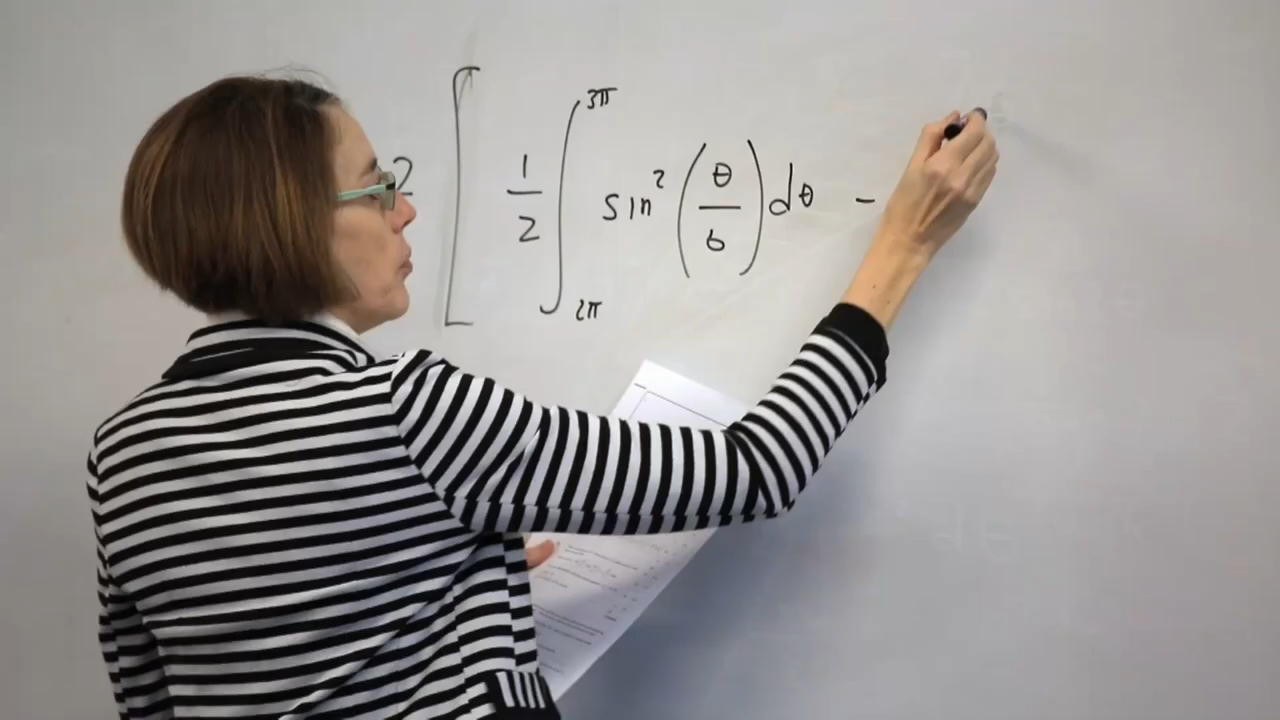 2 [ 1/2 ∫_{2π}^{3π} sin² (θ/6) dθ -